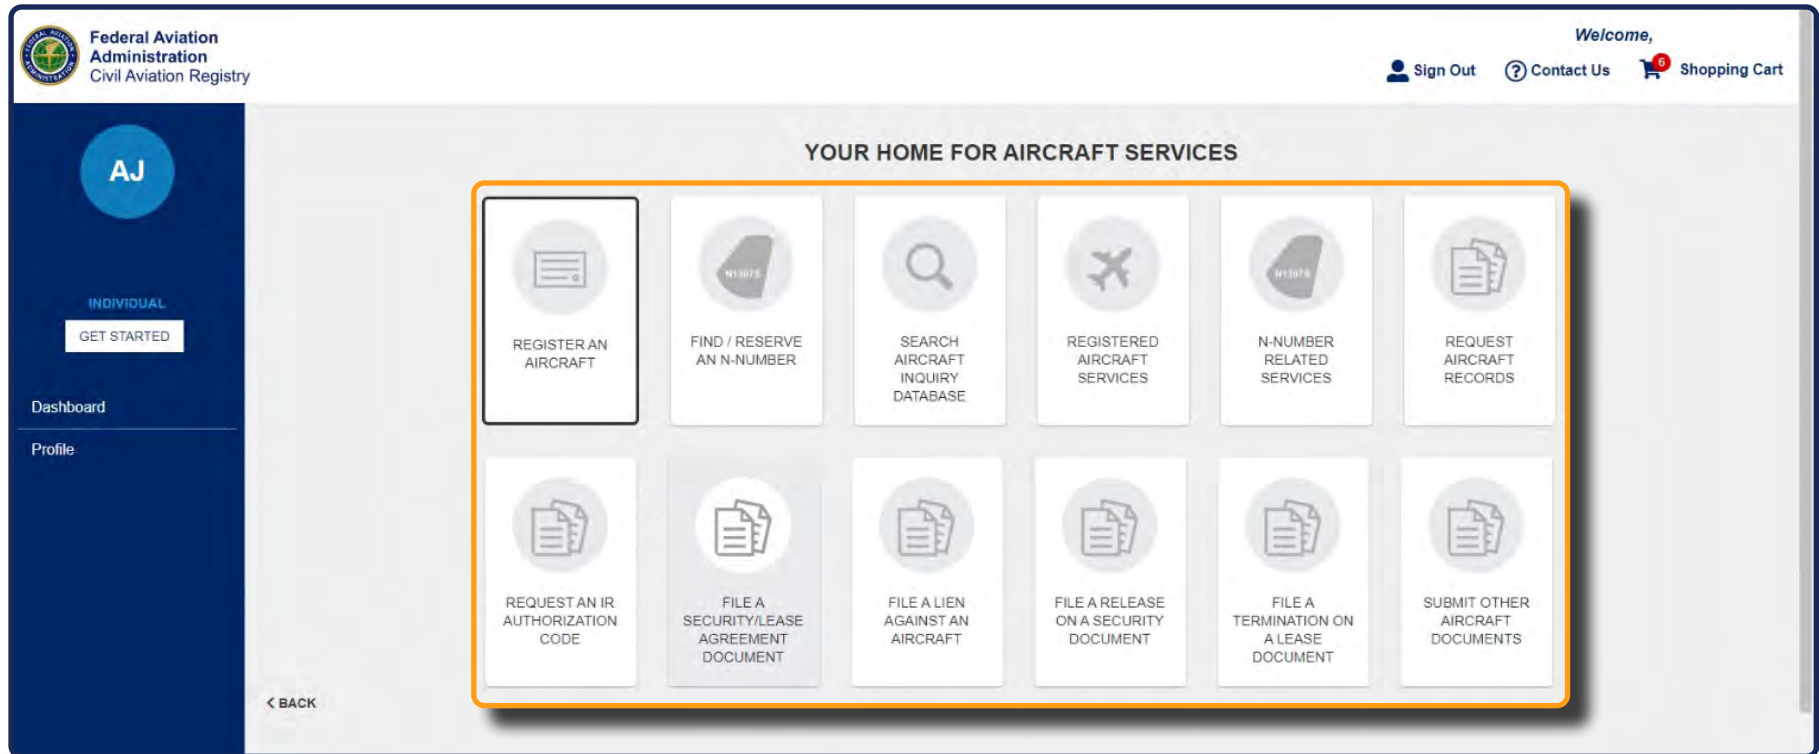 Federal Aviation
Administration
Civil Aviation Registry
Welcome,
Sign Out
Contact Us
6
Shopping Cart
AJ
INDIVIDUAL
GET STARTED
Dashboard
Profile
YOUR HOME FOR AIRCRAFT SERVICES
REGISTER AN
AIRCRAFT
FIND / RESERVE
AN N-NUMBER
SEARCH
AIRCRAFT
INQUIRY
DATABASE
REGISTERED
AIRCRAFT
SERVICES
N-NUMBER
RELATED
SERVICES
REQUEST
AIRCRAFT
RECORDS
REQUEST AN IR
AUTHORIZATION
CODE
FILE A
SECURITY/LEASE
AGREEMENT
DOCUMENT
FILE A LIEN
AGAINST AN
AIRCRAFT
FILE A RELEASE
ON A SECURITY
DOCUMENT
FILE A
TERMINATION ON
A LEASE
DOCUMENT
SUBMIT OTHER
AIRCRAFT
DOCUMENTS
< BACK